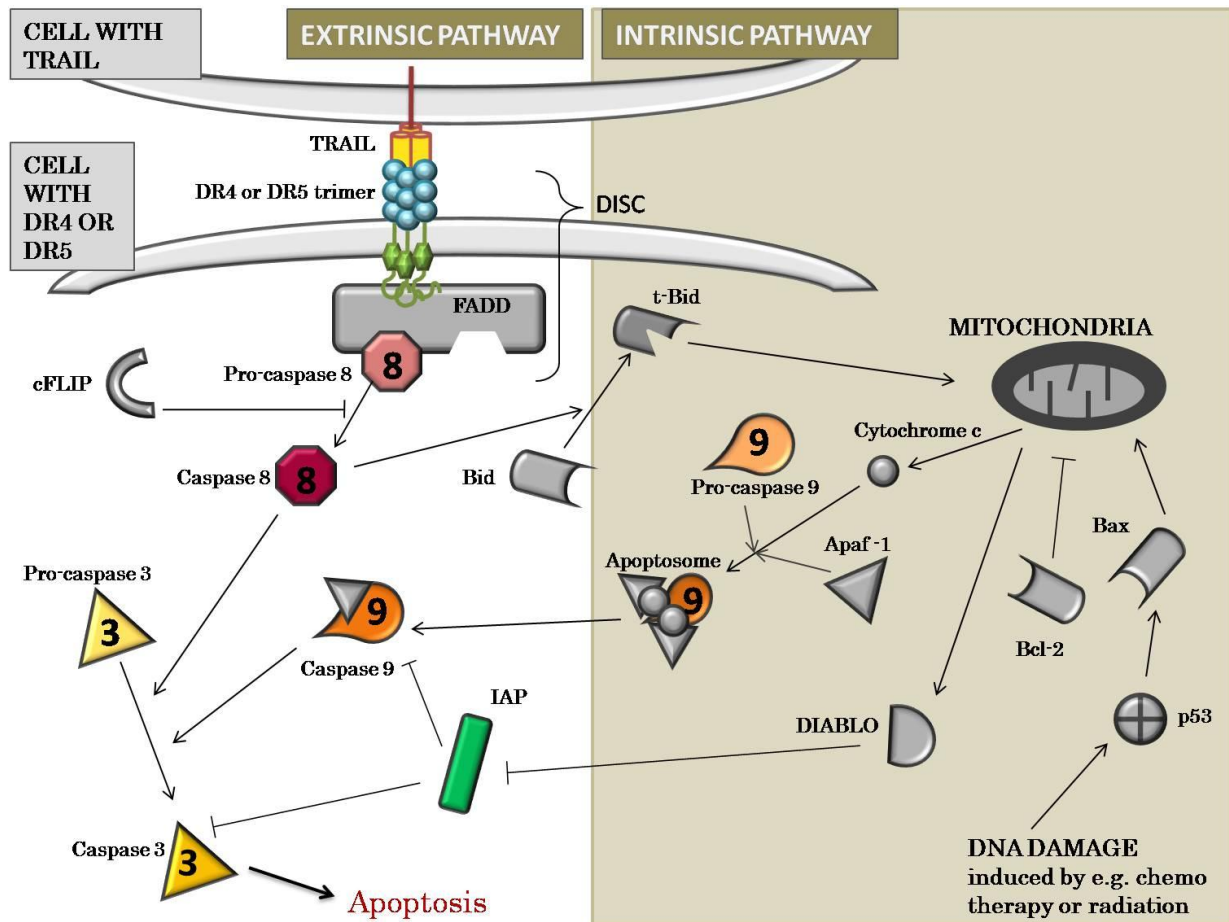 CELL WITH
TRAIL
EXTRINSIC PATHWAY
INTRINSIC PATHWAY
TRAIL
CELL
WITH
DR4 OR
DR5
DR4 or DR5 trimer
DISC
FADD
t-Bid
MITOCHONDRIA
8
Pro-caspase 8
cFLIP
Caspase 8
8
Bid
9
Pro-caspase 9
Cytochrome c
Apaf -1
Bax
Bcl-2
Apoptosome
9
Pro-caspase 3
3
9
Caspase 9
IAP
DIABLO
p53
Caspase 3
3
Apoptosis
DNA DAMAGE
induced by e.g. chemo
therapy or radiation